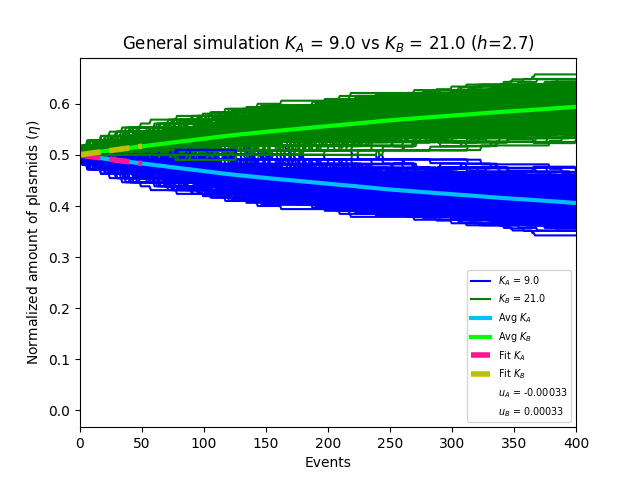 General simulation K_A = 9.0 vs K_B = 21.0 (h=2.7)
Normalized amount of plasmids (η)
0.6
0.5
0.4
0.3
0.2
0.1
0.0
K_A = 9.0
K_B = 21.0
Avg K_A
Avg K_B
Fit K_A
Fit K_B
u_A = -0.00033
u_B = 0.00033
0 50 100 150 200 250 300 350 400
Events